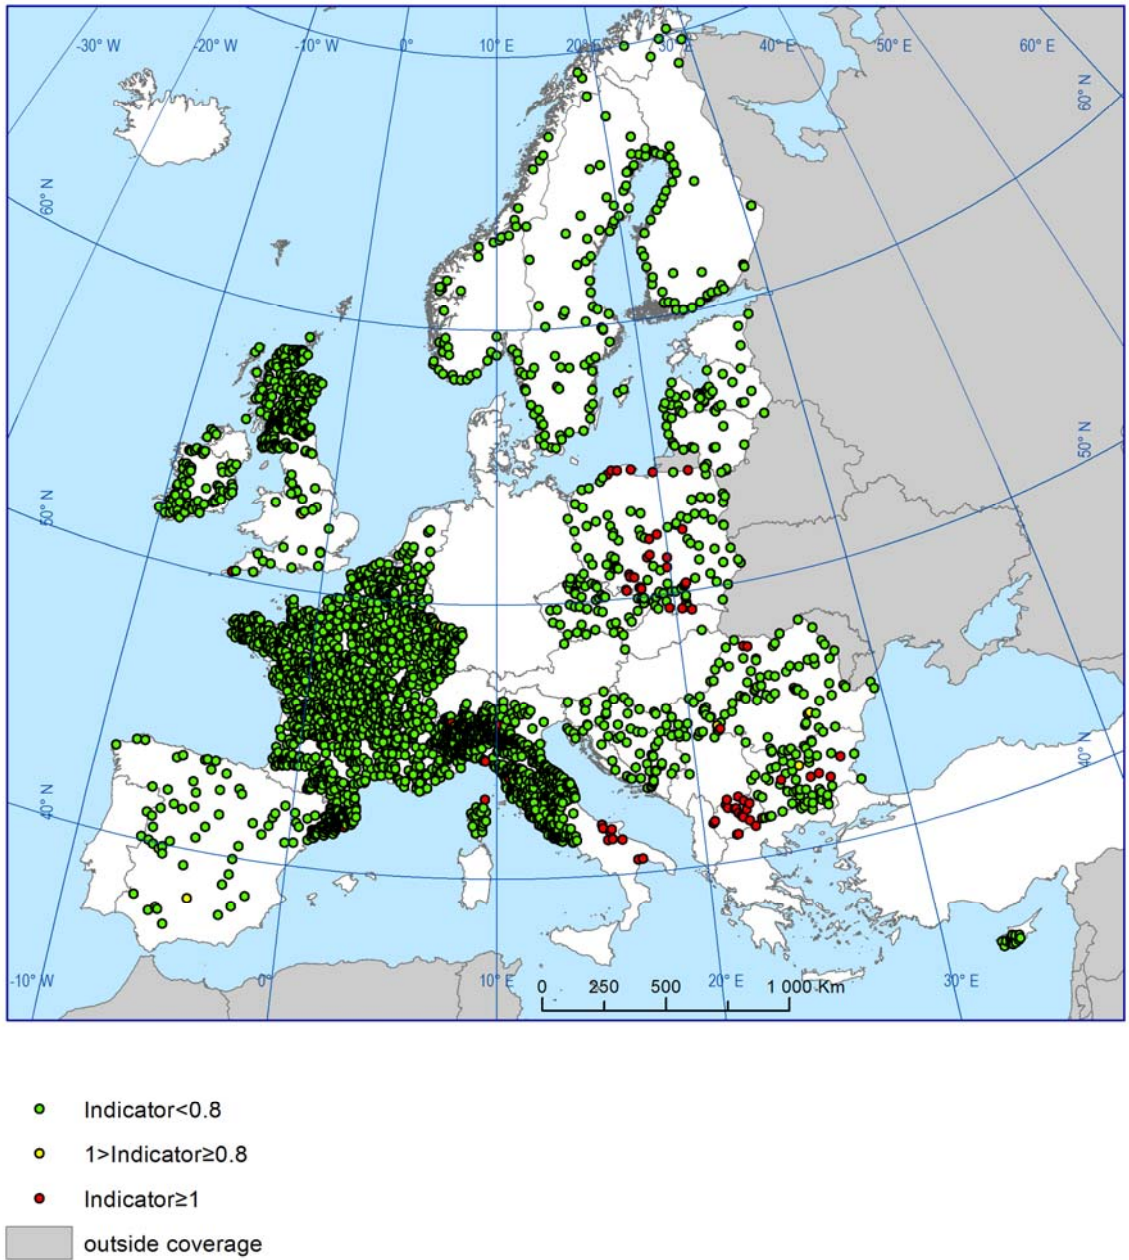 -30° W -20° W -10° W 0° 10° E 20° E 30° E 40° E 50° E 60° E
60° N
60° N
50° N
50° N
40° N
40° N
-10° W 0° 10° E 20° E 30° E
0 250 500 1 000 Km
Indicator<0.8
1>Indicator≥0.8
Indicator≥1
outside coverage